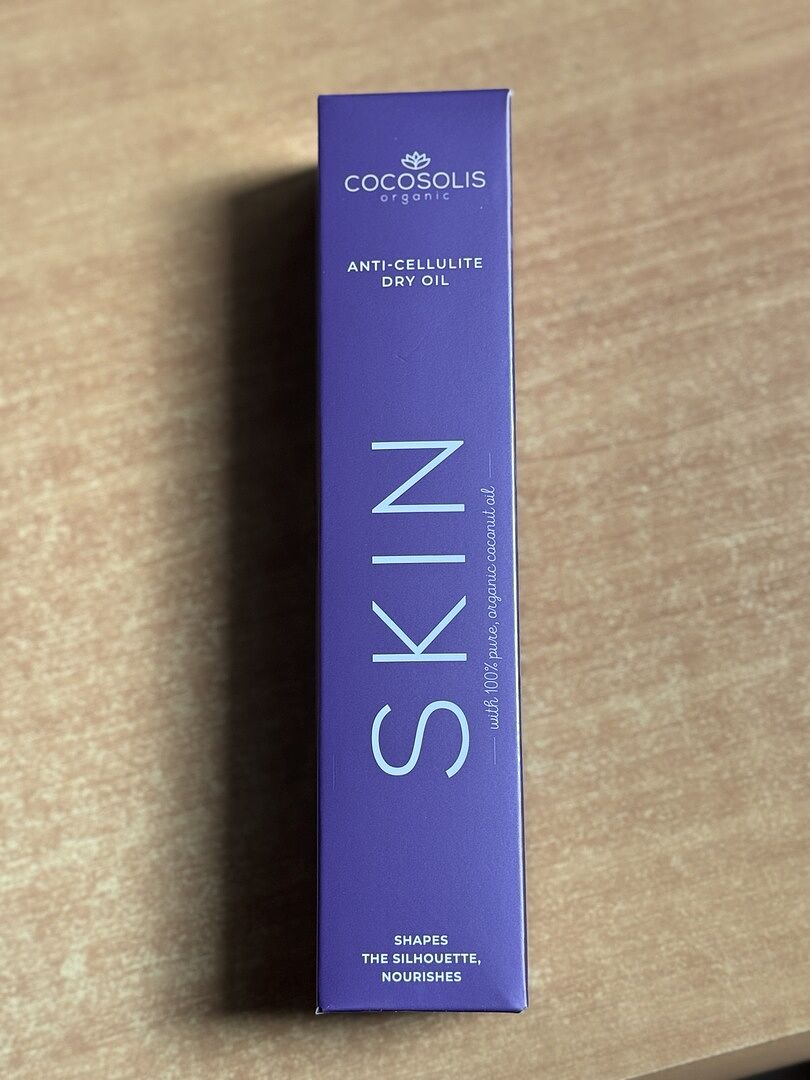 COCOSOLIS
organic
ANTI-CELLULITE
DRY OIL
SKIN
with 100% pure, organic coconut oil
SHAPES
THE SILHOUETTE,
NOURISHES